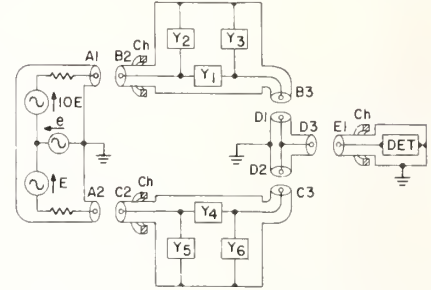 Y2 Y3
A1 B2 Ch
Y1
B3
10E
D1 Ch
e D3 E1
DET
E D2
A2 C2 Ch C3
Y4
Y5 Y6